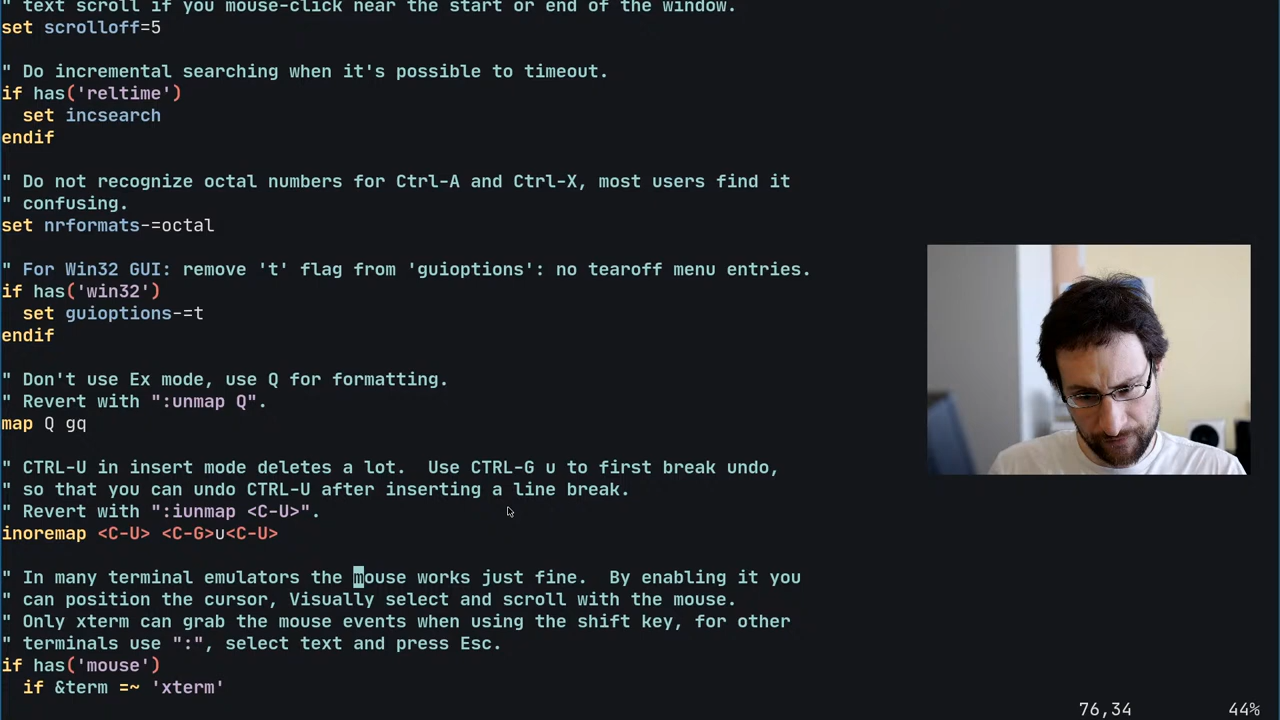 " text scroll if you mouse-click near the start or end of the window.
set scrolloff=5
" Do incremental searching when it's possible to timeout.
if has('reltime')
  set incsearch
endif
" Do not recognize octal numbers for Ctrl-A and Ctrl-X, most users find it
" confusing.
set nrformats-=octal
" For Win32 GUI: remove 't' flag from 'guioptions': no tearoff menu entries.
if has('win32')
  set guioptions-=t
endif
" Don't use Ex mode, use Q for formatting.
" Revert with ":unmap Q".
map Q gq
" CTRL-U in insert mode deletes a lot.  Use CTRL-G u to first break undo,
" so that you can undo CTRL-U after inserting a line break.
" Revert with ":iunmap <C-U>".
inoremap <C-U> <C-G>u<C-U>
" In many terminal emulators the mouse works just fine.  By enabling it you
" can position the cursor, Visually select and scroll with the mouse.
" Only xterm can grab the mouse events when using the shift key, for other
" terminals use ":", select text and press Esc.
if has('mouse')
  if &term =~ 'xterm'
76,34 44%